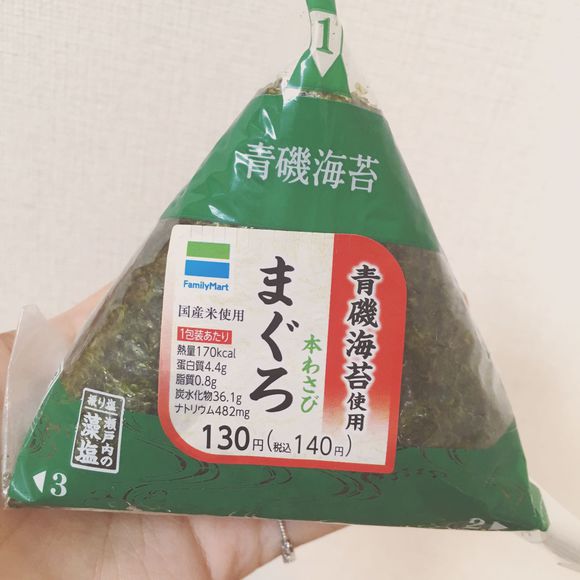 1
青磯海苔
FamilyMart
国産米使用
1包装あたり
熱量170kcal
蛋白質4.4g
脂質0.8g
炭水化物36.1g
ナトリウム482mg
まぐろ
本わさび
青磯海苔使用
130円(税込140円)
振り塩
瀬戸内の
藻塩
3
2